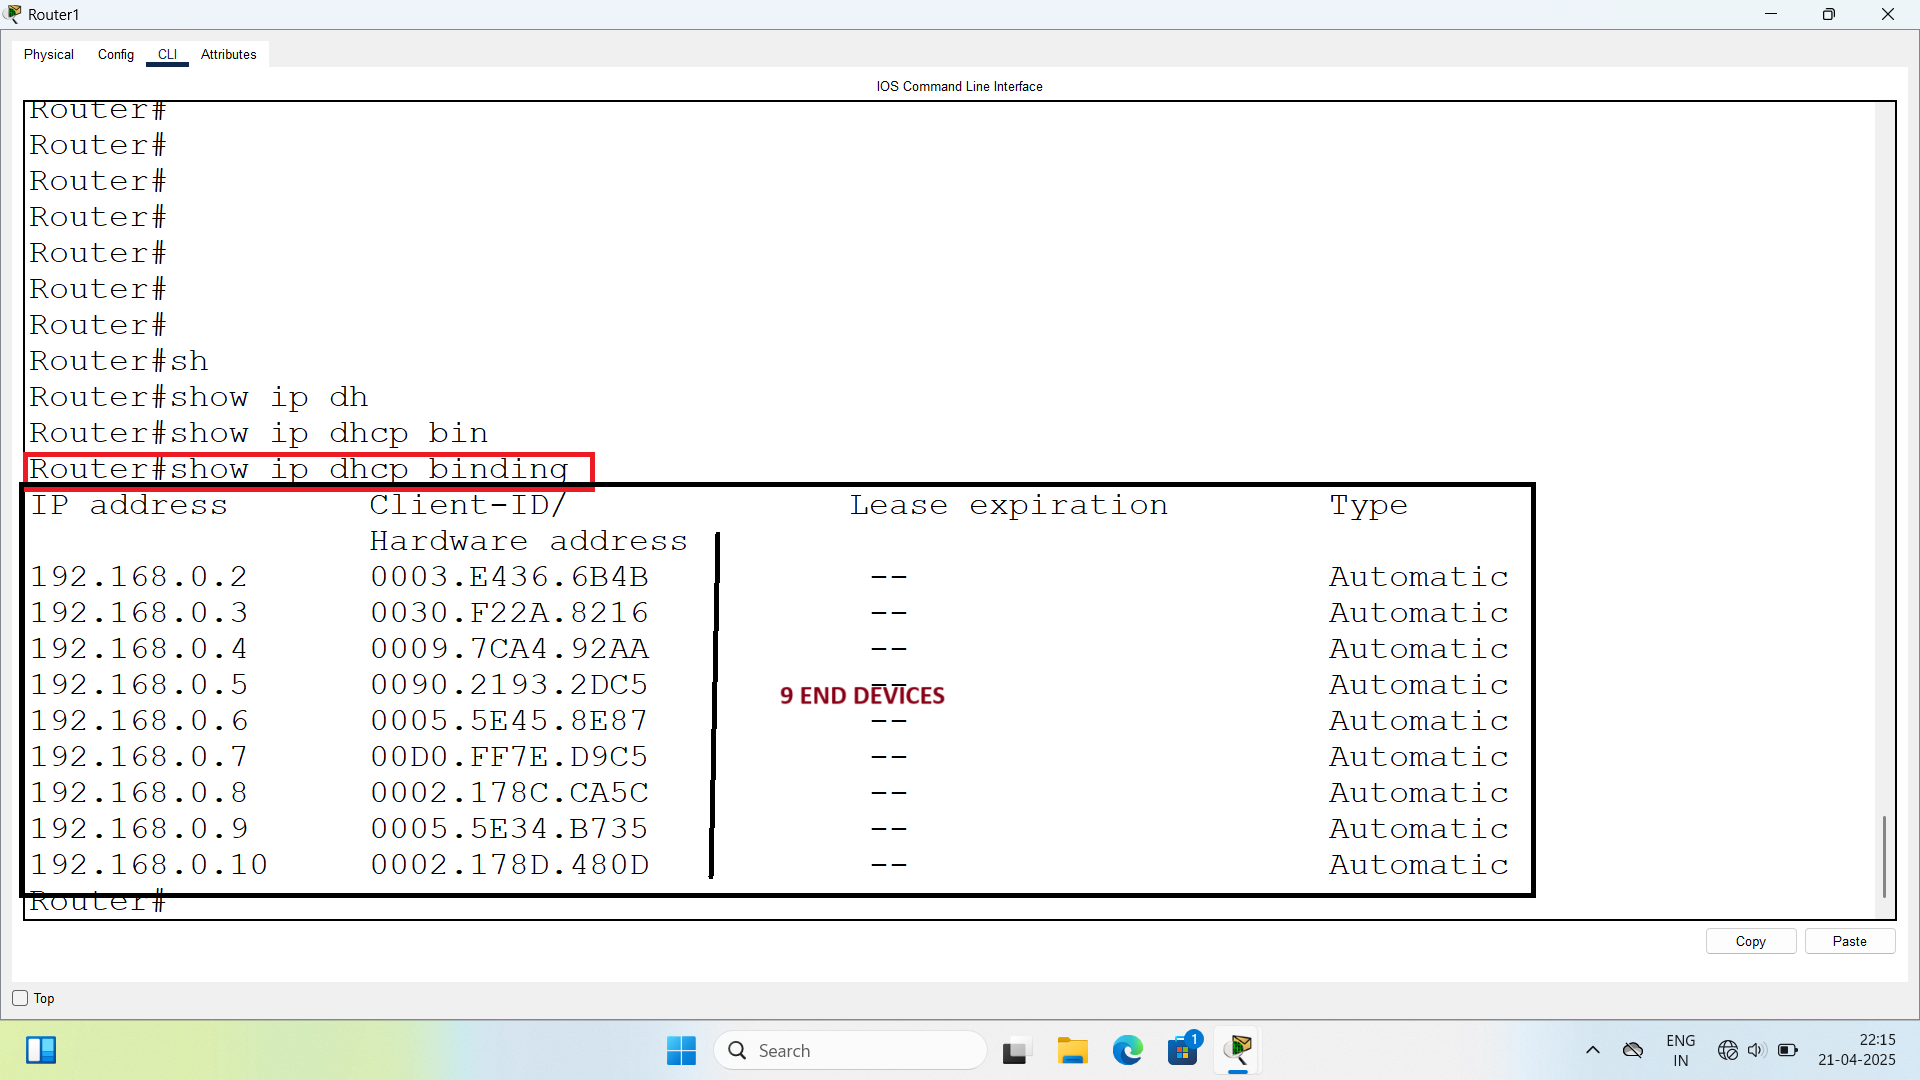 Router1
Physical Config CLI Attributes
IOS Command Line Interface
Router#
Router#
Router#
Router#
Router#
Router#
Router#
Router#sh
Router#show ip dh
Router#show ip dhcp bin
Router#show ip dhcp binding
IP address Client-ID/ Lease expiration Type
Hardware address
192.168.0.2 0003.E436.6B4B -- Automatic
192.168.0.3 0030.F22A.8216 -- Automatic
192.168.0.4 0009.7CA4.92AA -- Automatic
192.168.0.5 0090.2193.2DC5 -- Automatic
9 END DEVICES
192.168.0.6 0005.5E45.8E87 -- Automatic
192.168.0.7 00D0.FF7E.D9C5 -- Automatic
192.168.0.8 0002.178C.CA5C -- Automatic
192.168.0.9 0005.5E34.B735 -- Automatic
192.168.0.10 0002.178D.480D -- Automatic
Router#
Copy Paste
Top
Search
1
ENG
IN
22:15
21-04-2025